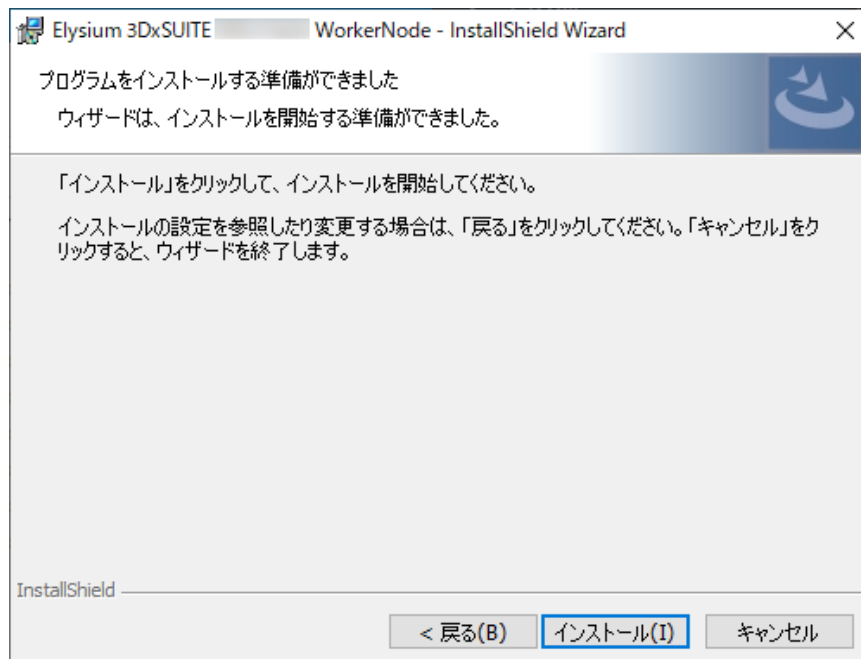 Elysium 3DxSUITE WorkerNode - InstallShield Wizard
プログラムをインストールする準備ができました
ウィザードは、インストールを開始する準備ができました。
「インストール」をクリックして、インストールを開始してください。
インストールの設定を参照したり変更する場合は、「戻る」をクリックしてください。「キャンセル」をク
リックすると、ウィザードを終了します。
InstallShield
< 戻る(B) インストール(I) キャンセル